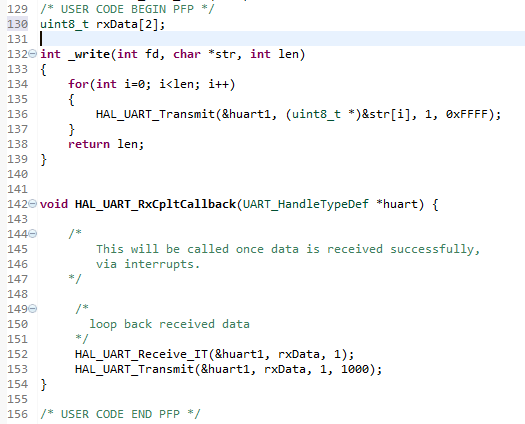 129 /* USER CODE BEGIN PFP */
130 uint8_t rxData[2];
131
132 int _write(int fd, char *str, int len)
133 {
134     for(int i=0; i<len; i++)
135     {
136         HAL_UART_Transmit(&huart1, (uint8_t *)&str[i], 1, 0xFFFF);
137     }
138     return len;
139 }
140
141
142 void HAL_UART_RxCpltCallback(UART_HandleTypeDef *huart) {
143
144     /*
145         This will be called once data is received successfully,
146         via interrupts.
147     */
148
149      /*
150        loop back received data
151      */
152      HAL_UART_Receive_IT(&huart1, rxData, 1);
153      HAL_UART_Transmit(&huart1, rxData, 1, 1000);
154 }
155
156 /* USER CODE END PFP */